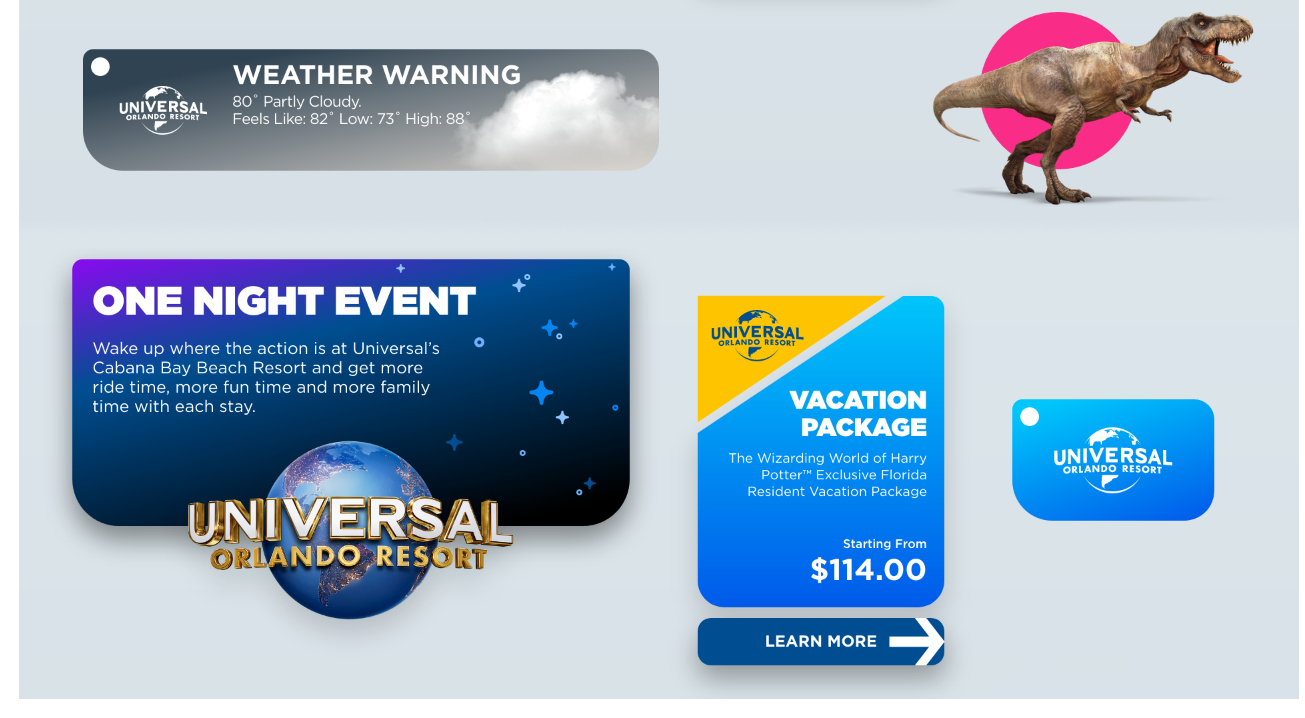 WEATHER WARNING
UNIVERSAL
ORLANDO RESORT
80˚ Partly Cloudy.
Feels Like: 82˚ Low: 73˚ High: 88˚
ONE NIGHT EVENT
Wake up where the action is at Universal’s
Cabana Bay Beach Resort and get more
ride time, more fun time and more family
time with each stay.
UNIVERSAL
ORLANDO RESORT
UNIVERSAL
ORLANDO RESORT
VACATION
PACKAGE
The Wizarding World of Harry
Potter™ Exclusive Florida
Resident Vacation Package
Starting From
$114.00
LEARN MORE
UNIVERSAL
ORLANDO RESORT